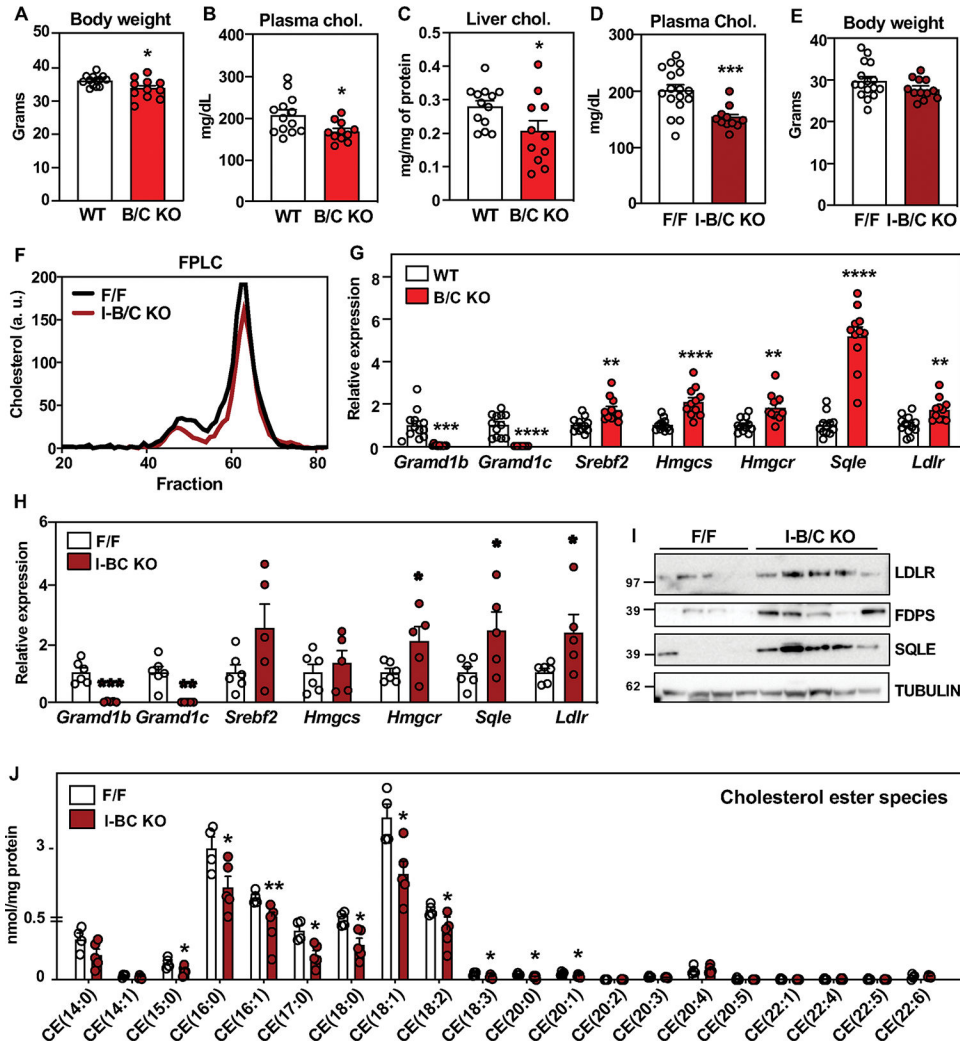 A
Body weight
Grams
50
40
30
20
10
0
*
WT
B/C KO
B
Plasma chol.
mg/dL
400
300
200
100
0
*
WT
B/C KO
C
Liver chol.
mg/mg of protein
0.5
0.4
0.3
0.2
0.1
0
*
WT
B/C KO
D
Plasma Chol.
mg/dL
300
200
100
0
***
F/F
I-B/C KO
E
Body weight
Grams
40
30
20
10
0
F/F
I-B/C KO
F
FPLC
F/F
I-B/C KO
Cholesterol (a. u.)
200
150
100
50
0
20
40
60
80
Fraction
G
WT
B/C KO
Relative expression
8
6
4
2
0
***
****
**
****
**
****
**
Gramd1b
Gramd1c
Srebf2
Hmgcs
Hmgcr
Sqle
Ldlr
H
F/F
I-BC KO
Relative expression
6
4
2
0
***
**
*
*
*
Gramd1b
Gramd1c
Srebf2
Hmgcs
Hmgcr
Sqle
Ldlr
I
F/F
I-B/C KO
97
LDLR
39
FDPS
39
SQLE
62
TUBULIN
J
F/F
I-BC KO
Cholesterol ester species
nmol/mg protein
3
0.5
0
*
*
**
*
*
*
*
*
*
*
CE(14:0)
CE(14:1)
CE(15:0)
CE(16:0)
CE(16:1)
CE(17:0)
CE(18:0)
CE(18:1)
CE(18:2)
CE(18:3)
CE(20:0)
CE(20:1)
CE(20:2)
CE(20:3)
CE(20:4)
CE(20:5)
CE(22:1)
CE(22:4)
CE(22:5)
CE(22:6)